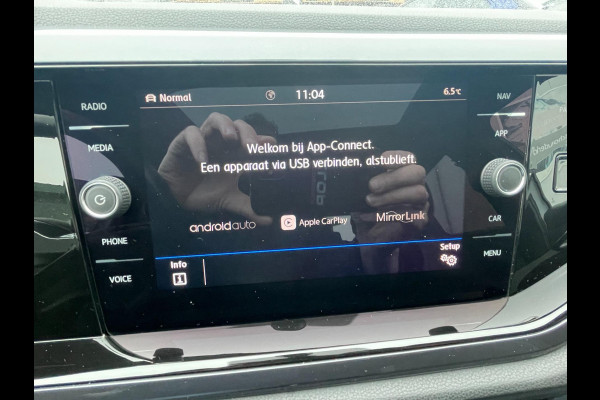 Normal 11:04 6.5°C
RADIO
NAV
MEDIA
APP
Welkom bij App-Connect.
Een apparaat via USB verbinden, alstublieft.
androidauto Apple CarPlay MirrorLink
CAR
PHONE
Setup
MENU
VOICE
Info